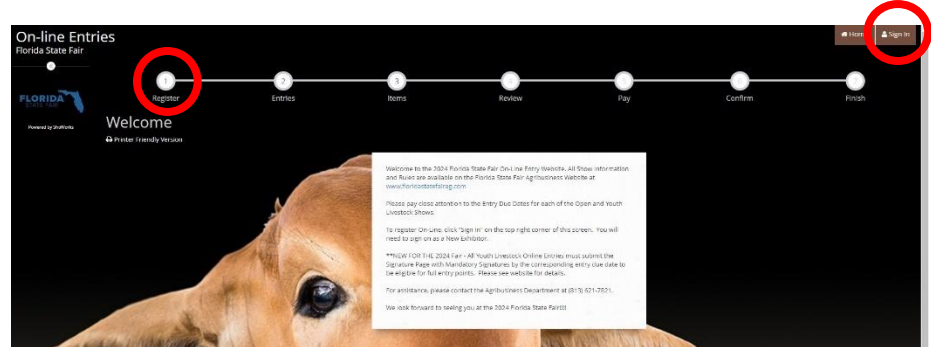 On-line Entries
Florida State Fair
Home
Sign In
1
2
3
Register
Entries
Items
Review
Pay
Confirm
Finish
FLORIDA
STATE FAIR
Powered by ShoWorks
Welcome
Printer Friendly Version
Welcome to the 2024 Florida State Fair On-Line Entry Website. All Show Information
and Rules are available on the Florida State Fair Agribusiness Website at
www.floridastatefairag.com
Please pay close attention to the Entry Due Dates for each of the Open and Youth
Livestock Shows.
To register On-Line, click "Sign In" on the top right corner of this screen. You will
need to sign on as a New Exhibitor.
**NEW FOR THE 2024 Fair - All Youth Livestock Online Entries must submit the
Signature Page with Mandatory Signatures by the corresponding entry due date to
be eligible for full entry points. Please see website for details.
For assistance, please contact the Agribusiness Department at (813) 621-7821.
We look forward to seeing you at the 2024 Florida State Fair!!!